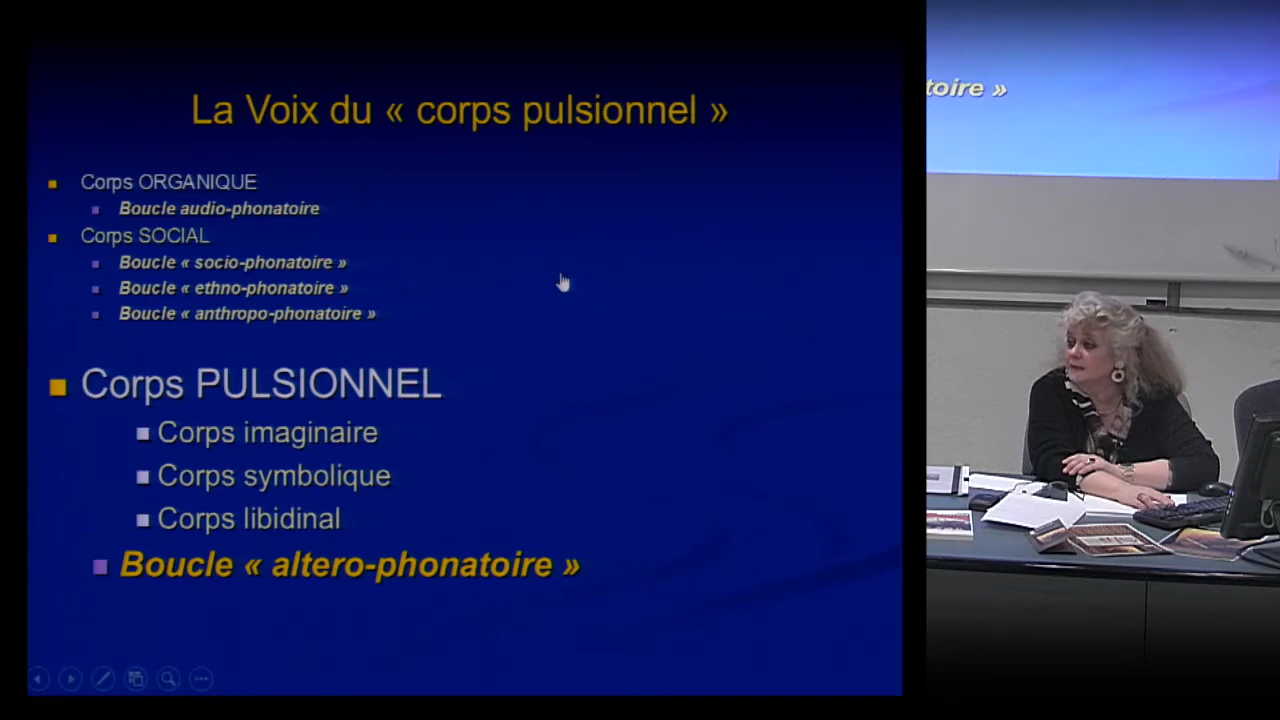 La Voix du « corps pulsionnel »
Corps ORGANIQUE
Boucle audio-phonatoire
Corps SOCIAL
Boucle « socio-phonatoire »
Boucle « ethno-phonatoire »
Boucle « anthropo-phonatoire »
Corps PULSIONNEL
Corps imaginaire
Corps symbolique
Corps libidinal
Boucle « altero-phonatoire »
toire »